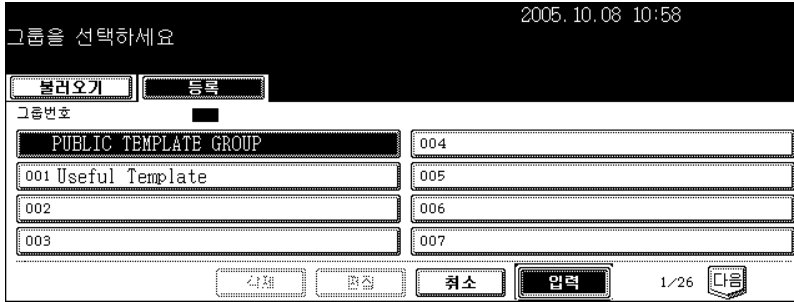 2005.10.08 10:58
그룹을 선택하세요
불러오기 등록
그룹번호
PUBLIC TEMPLATE GROUP 004
001 Useful Template 005
002 006
003 007
삭제 편집 취소 입력 1/26 다음